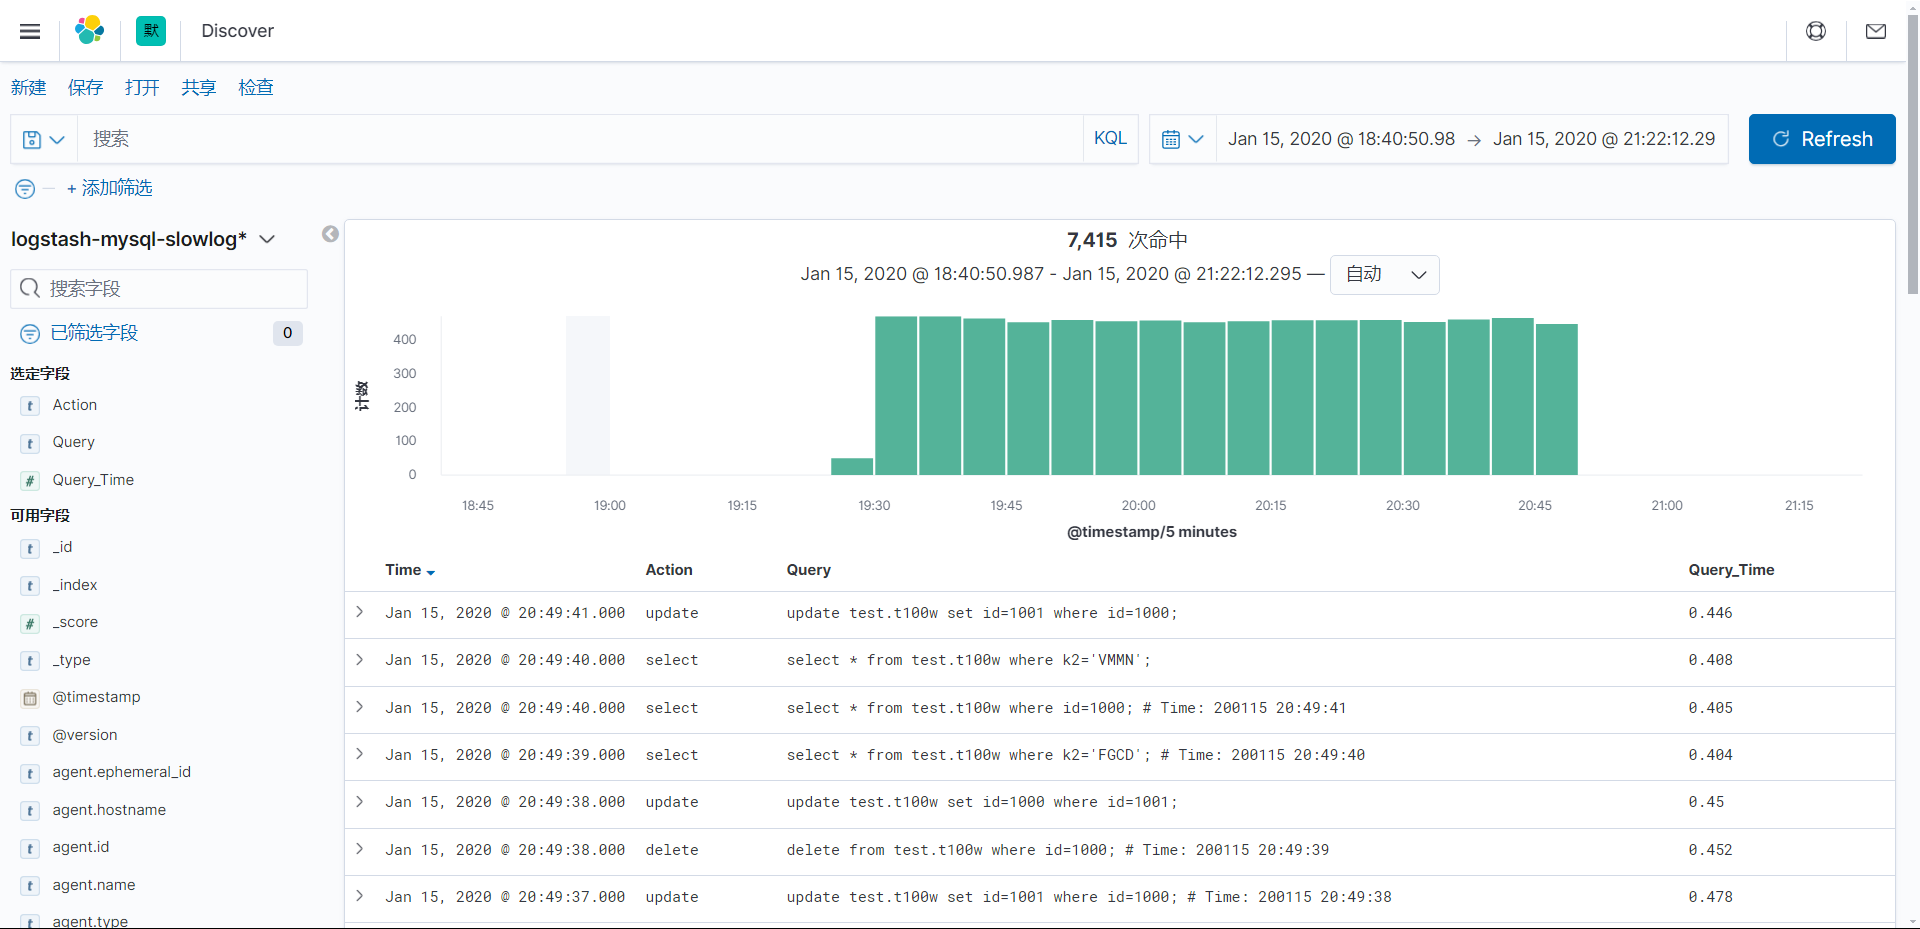 默 Discover
新建 保存 打开 共享 检查
搜索 KQL Jan 15, 2020 @ 18:40:50.98 → Jan 15, 2020 @ 21:22:12.29 Refresh
+ 添加筛选
logstash-mysql-slowlog*
搜索字段
已筛选字段 0
选定字段
t Action
t Query
# Query_Time
可用字段
t _id
t _index
# _score
t _type
@timestamp
t @version
t agent.ephemeral_id
t agent.hostname
t agent.id
t agent.name
t agent.type
7,415 次命中
Jan 15, 2020 @ 18:40:50.987 - Jan 15, 2020 @ 21:22:12.295 — 自动
计数
400
300
200
100
0
18:45 19:00 19:15 19:30 19:45 20:00 20:15 20:30 20:45 21:00 21:15
@timestamp/5 minutes
Time Action Query Query_Time
Jan 15, 2020 @ 20:49:41.000 update update test.t100w set id=1001 where id=1000; 0.446
Jan 15, 2020 @ 20:49:40.000 select select * from test.t100w where k2='VMMN'; 0.408
Jan 15, 2020 @ 20:49:40.000 select select * from test.t100w where id=1000; # Time: 200115 20:49:41 0.405
Jan 15, 2020 @ 20:49:39.000 select select * from test.t100w where k2='FGCD'; # Time: 200115 20:49:40 0.404
Jan 15, 2020 @ 20:49:38.000 update update test.t100w set id=1000 where id=1001; 0.45
Jan 15, 2020 @ 20:49:38.000 delete delete from test.t100w where id=1000; # Time: 200115 20:49:39 0.452
Jan 15, 2020 @ 20:49:37.000 update update test.t100w set id=1001 where id=1000; # Time: 200115 20:49:38 0.478